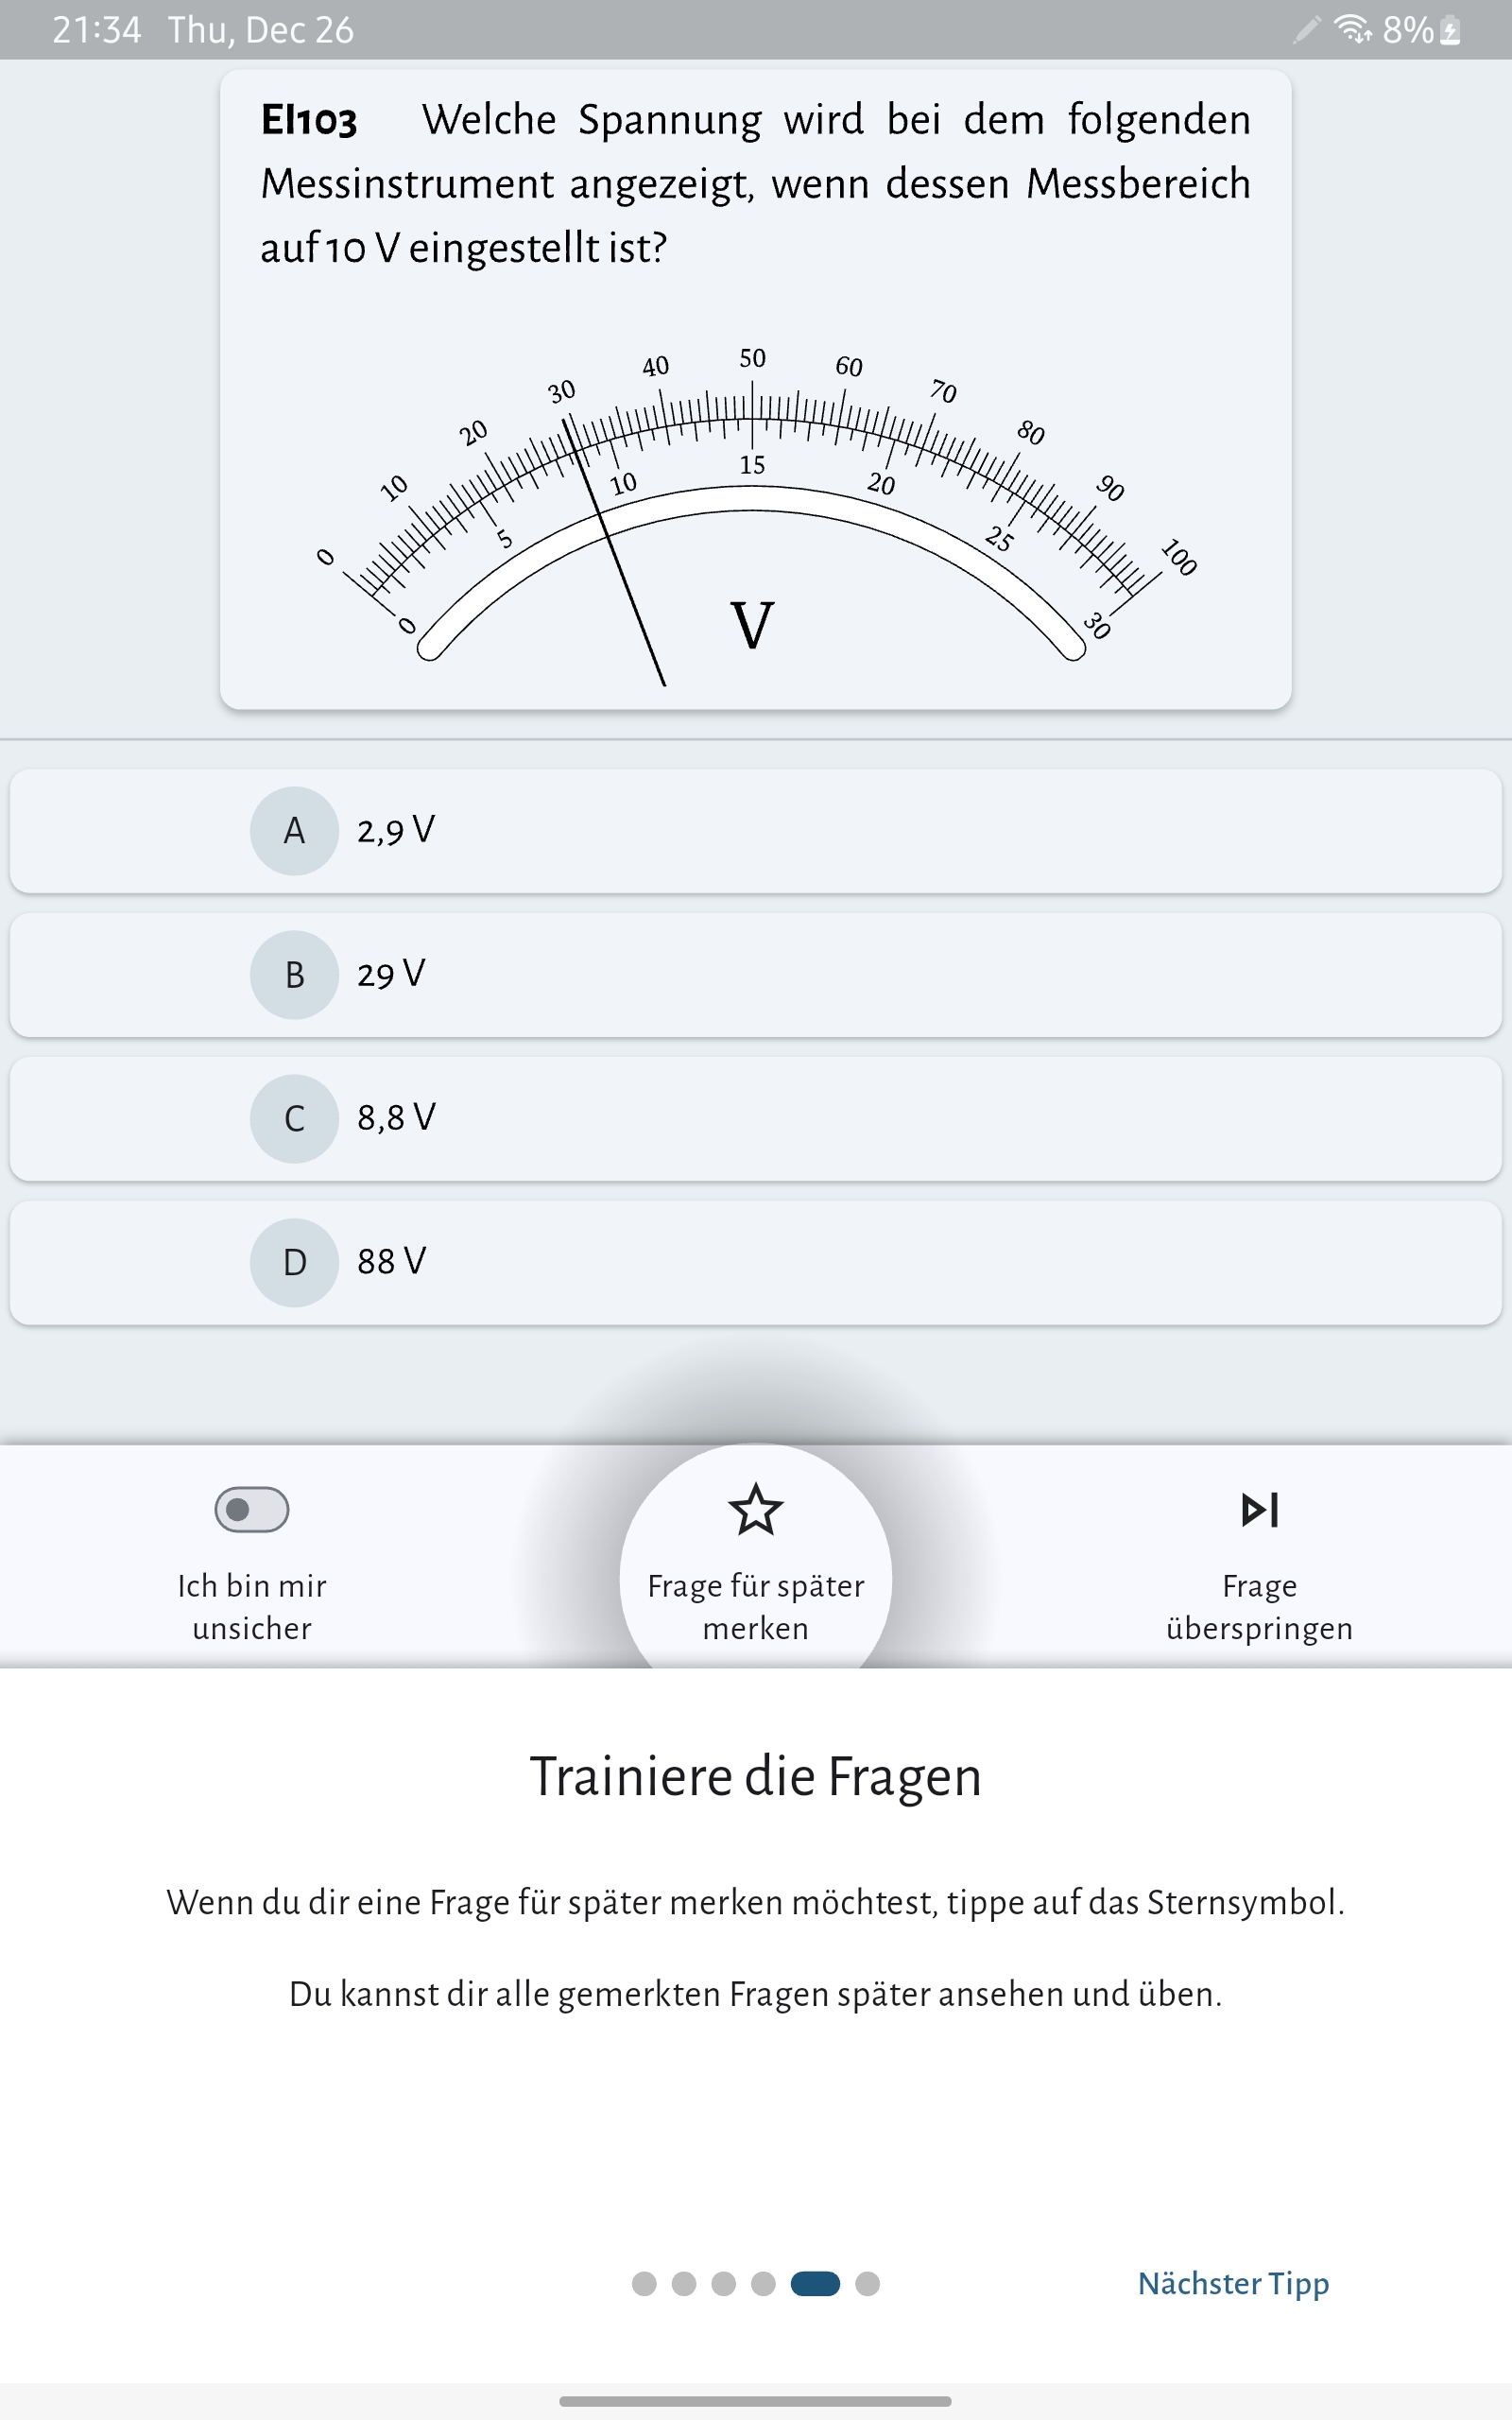 21:34 Thu, Dec 26 8%
EI103 Welche Spannung wird bei dem folgenden
Messinstrument angezeigt, wenn dessen Messbereich
auf 10 V eingestellt ist?
0 10 20 30 40 50 60 70 80 90 100
0 5 10 15 20 25 30
V
A 2,9 V
B 29 V
C 8,8 V
D 88 V
Ich bin mir
unsicher
Frage für später
merken
Frage
überspringen
Trainiere die Fragen
Wenn du dir eine Frage für später merken möchtest, tippe auf das Sternsymbol.
Du kannst dir alle gemerkten Fragen später ansehen und üben.
Nächster Tipp